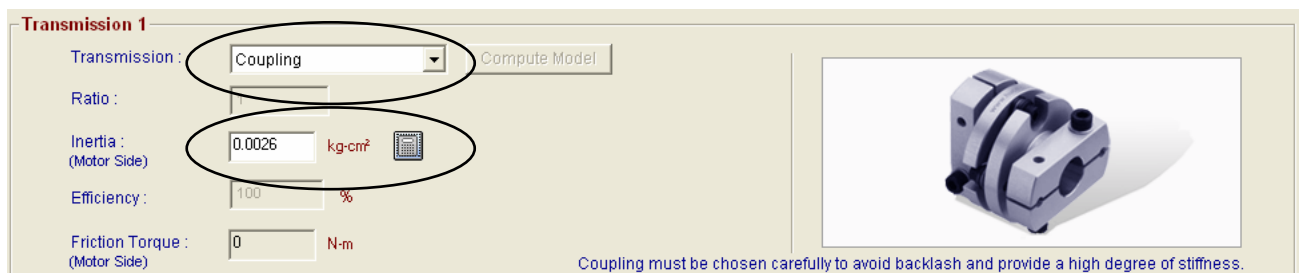 Transmission 1
Transmission : Coupling Compute Model
Ratio : 1
Inertia : 0.0026 kg-cm²
(Motor Side)
Efficiency : 100 %
Friction Torque : 0 N-m
(Motor Side)
Coupling must be chosen carefully to avoid backlash and provide a high degree of stiffness.